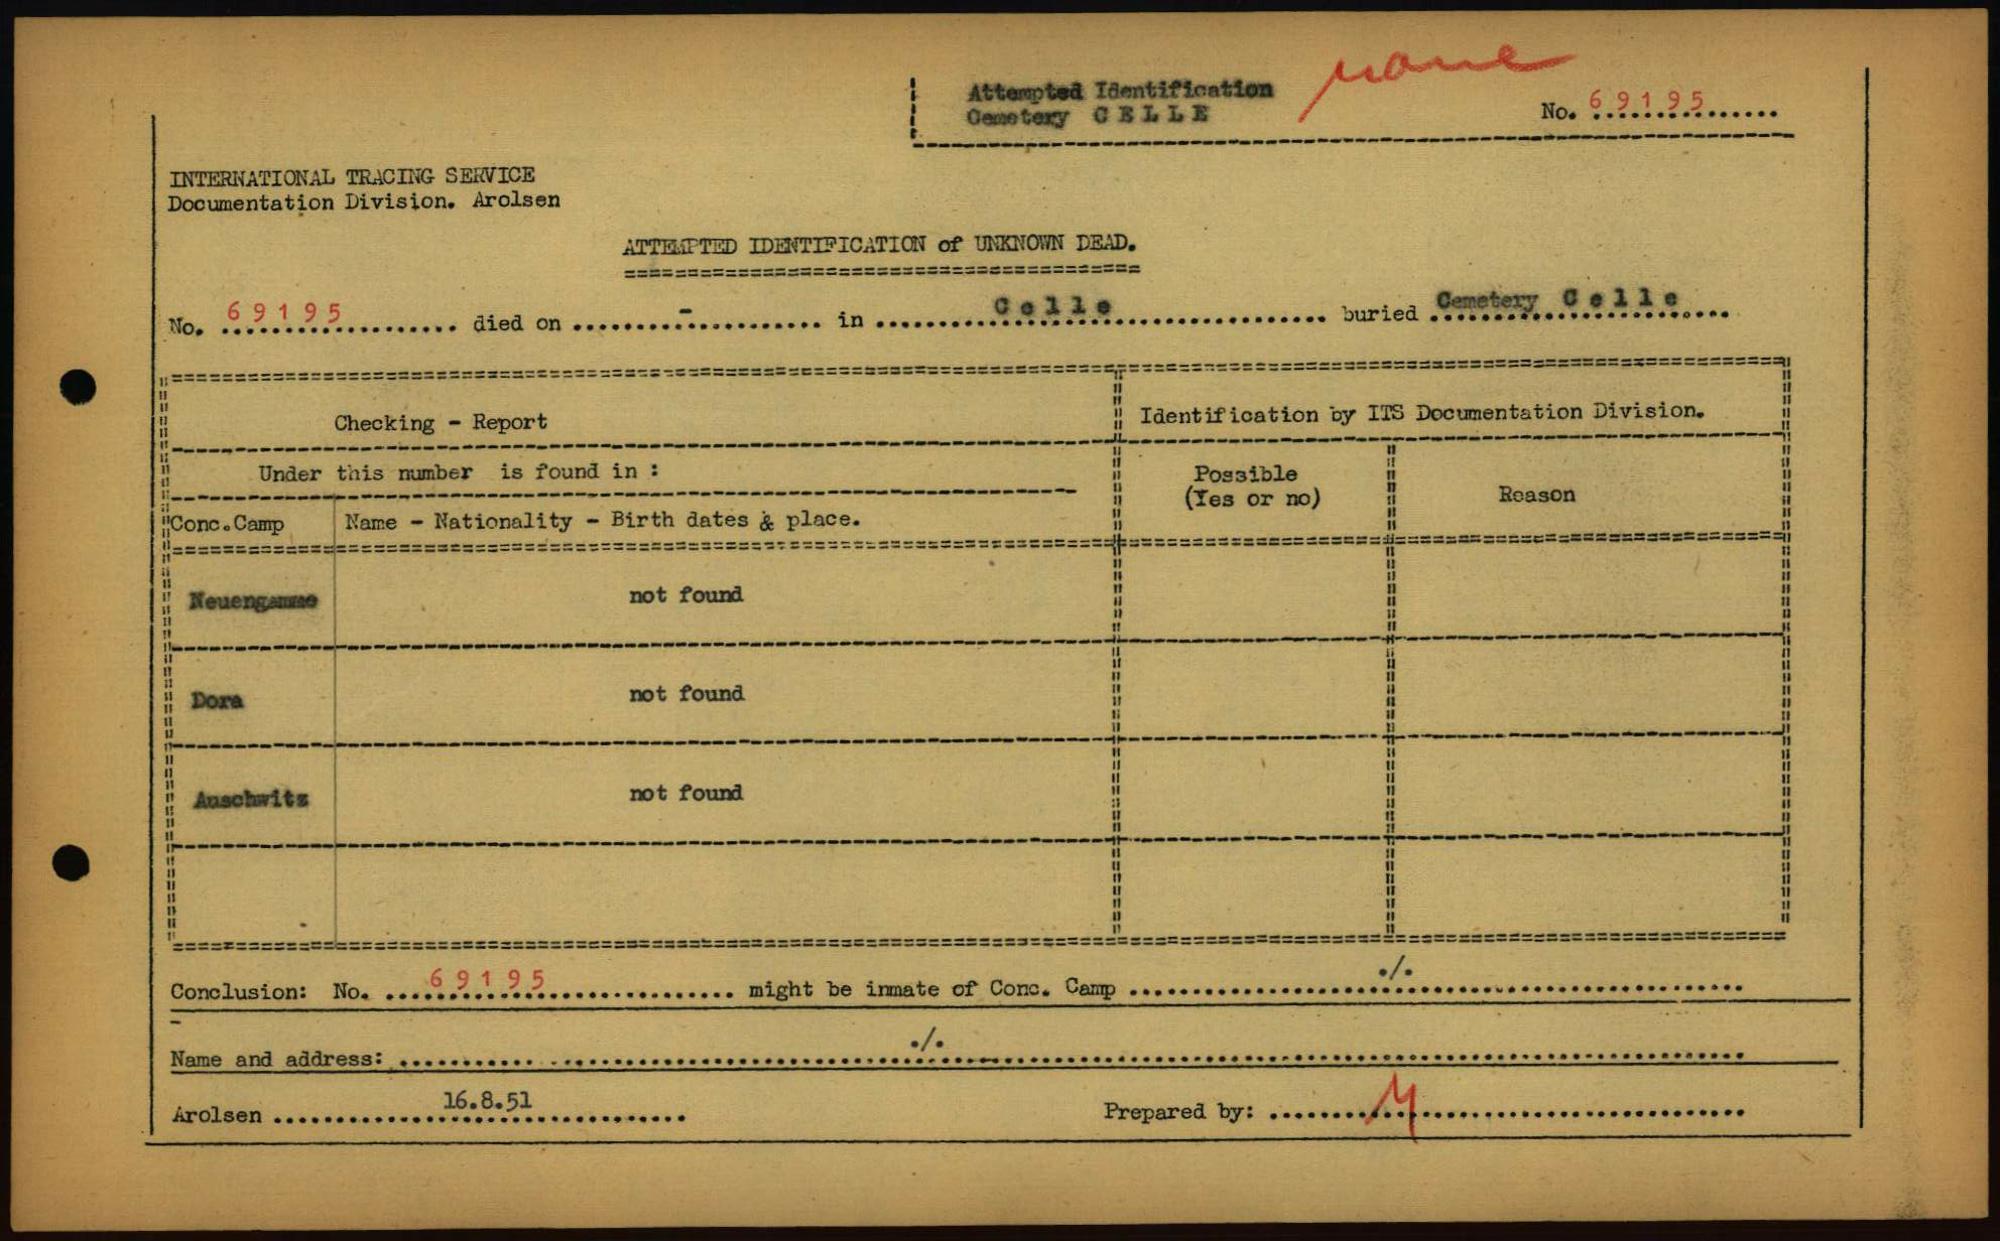 none
Attempted Identification
Cemetery CELLE
No. 69195
INTERNATIONAL TRACING SERVICE
Documentation Division. Arolsen
ATTEMPTED IDENTIFICATION of UNKNOWN DEAD.
No. 69195 died on - in Celle buried Cemetery Celle
Checking - Report
Identification by ITS Documentation Division.
Under this number is found in :
Possible
(Yes or no)
Reason
Conc.Camp Name - Nationality - Birth dates & place.
Neuengamme not found
Dora not found
Auschwitz not found
Conclusion: No. 69195 might be inmate of Conc. Camp ./.
Name and address: ./.
Arolsen 16.8.51 Prepared by: